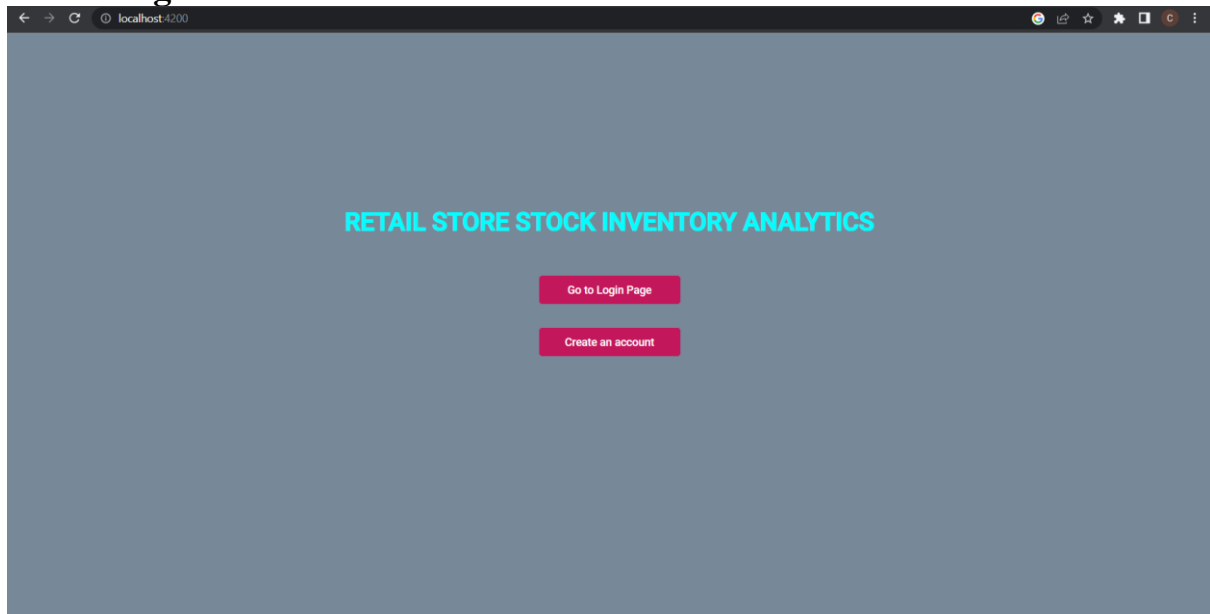 localhost:4200
C
RETAIL STORE STOCK INVENTORY ANALYTICS
Go to Login Page
Create an account